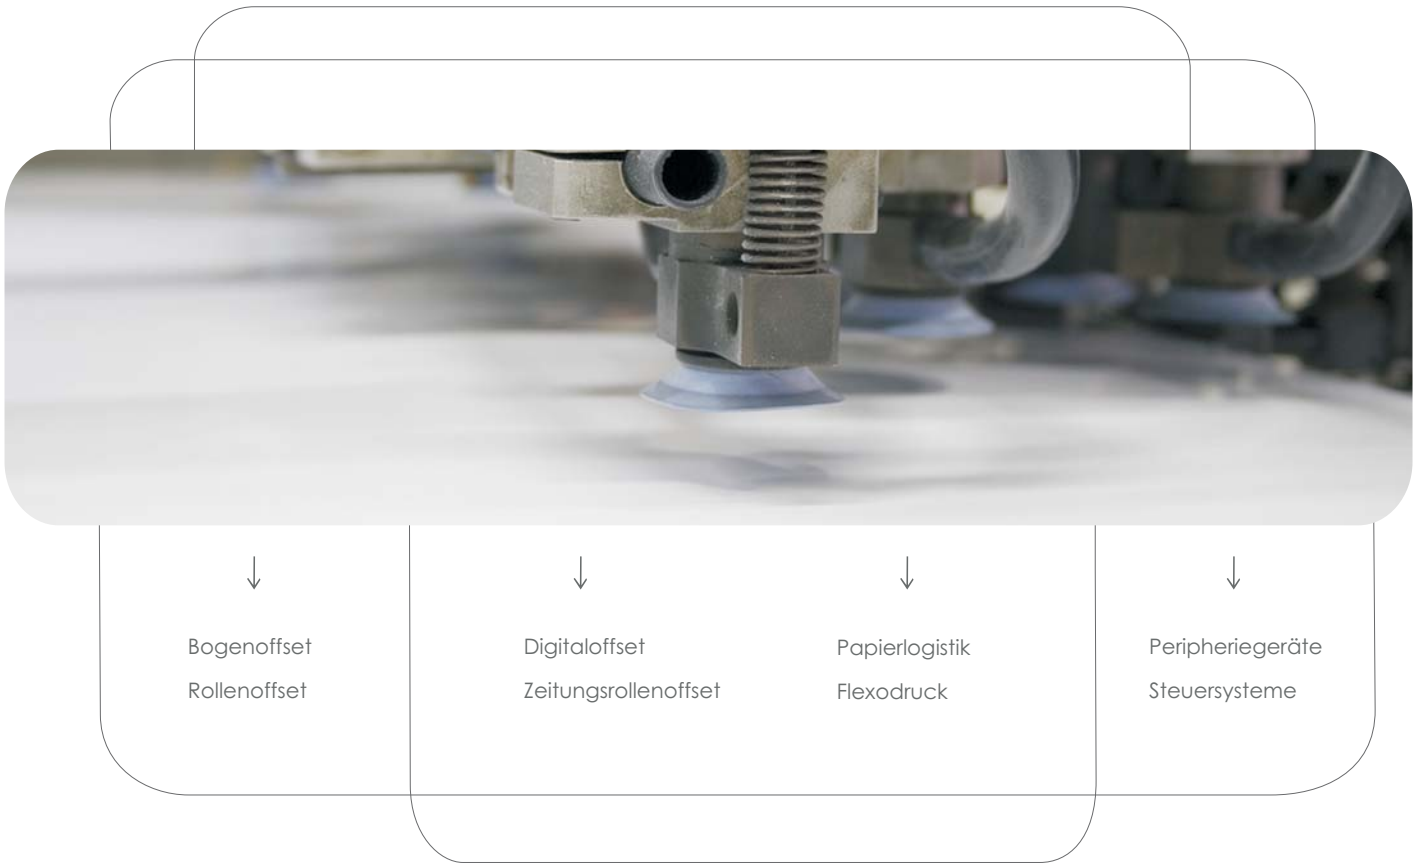 Bogenoffset
Rollenoffset
Digitaloffset
Zeitungsrollenoffset
Papierlogistik
Flexodruck
Peripheriegeräte
Steuersysteme